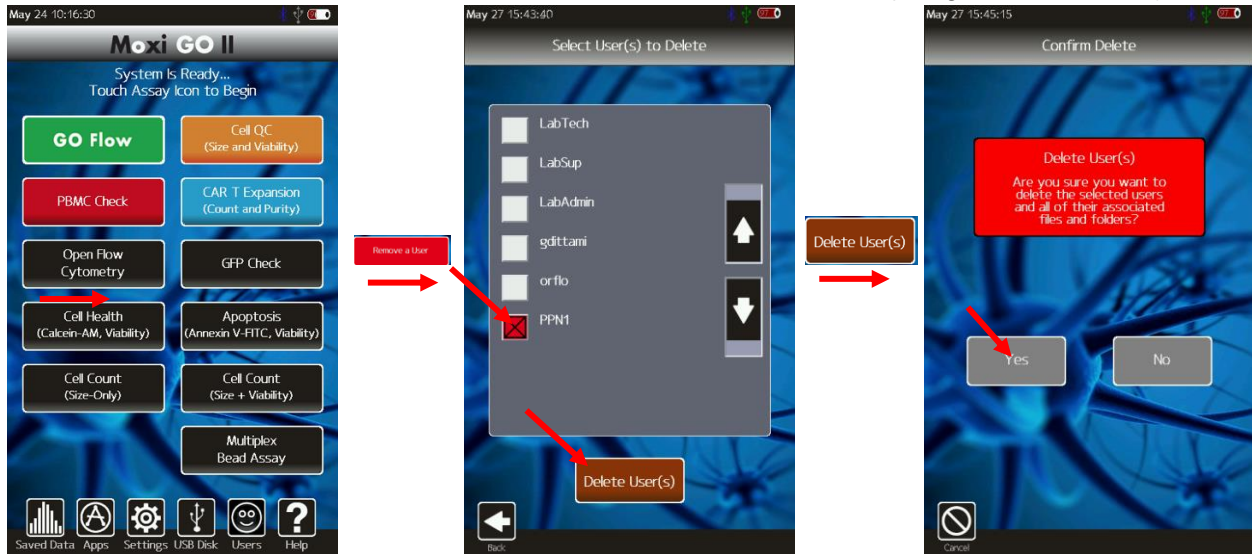 May 24 10:16:30
Moxi GO II
System Is Ready...
Touch Assay Icon to Begin
GO Flow
Cell QC
(Size and Viability)
PBMC Check
CAR T Expansion
(Count and Purity)
Open Flow
Cytometry
GFP Check
Cell Health
(Calcein-AM, Viability)
Apoptosis
(Annexin V-FITC, Viability)
Cell Count
(Size-Only)
Cell Count
(Size + Viability)
Multiplex
Bead Assay
Saved Data
Apps
Settings
USB Disk
Users
Help
Remove a User
May 27 15:43:40
Select User(s) to Delete
LabTech
LabSup
LabAdmin
gdittami
orflo
PPN1
Delete User(s)
Back
Delete User(s)
May 27 15:45:15
Confirm Delete
Delete User(s)
Are you sure you want to
delete the selected users
and all of their associated
files and folders?
Yes
No
Cancel